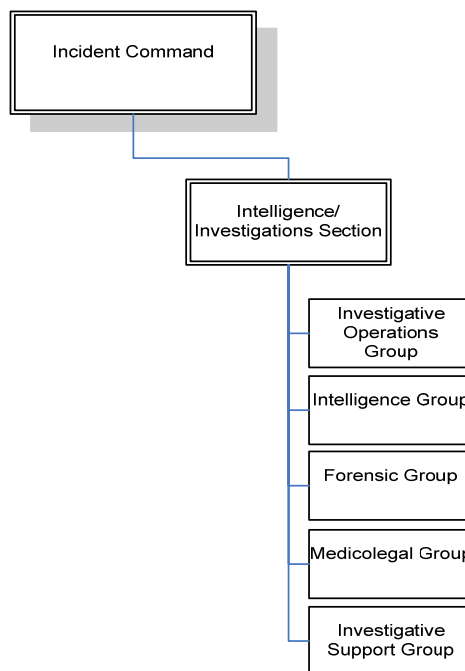 Incident Command
Intelligence/
Investigations Section
Investigative
Operations
Group
Intelligence Group
Forensic Group
Medicolegal Group
Investigative
Support Group